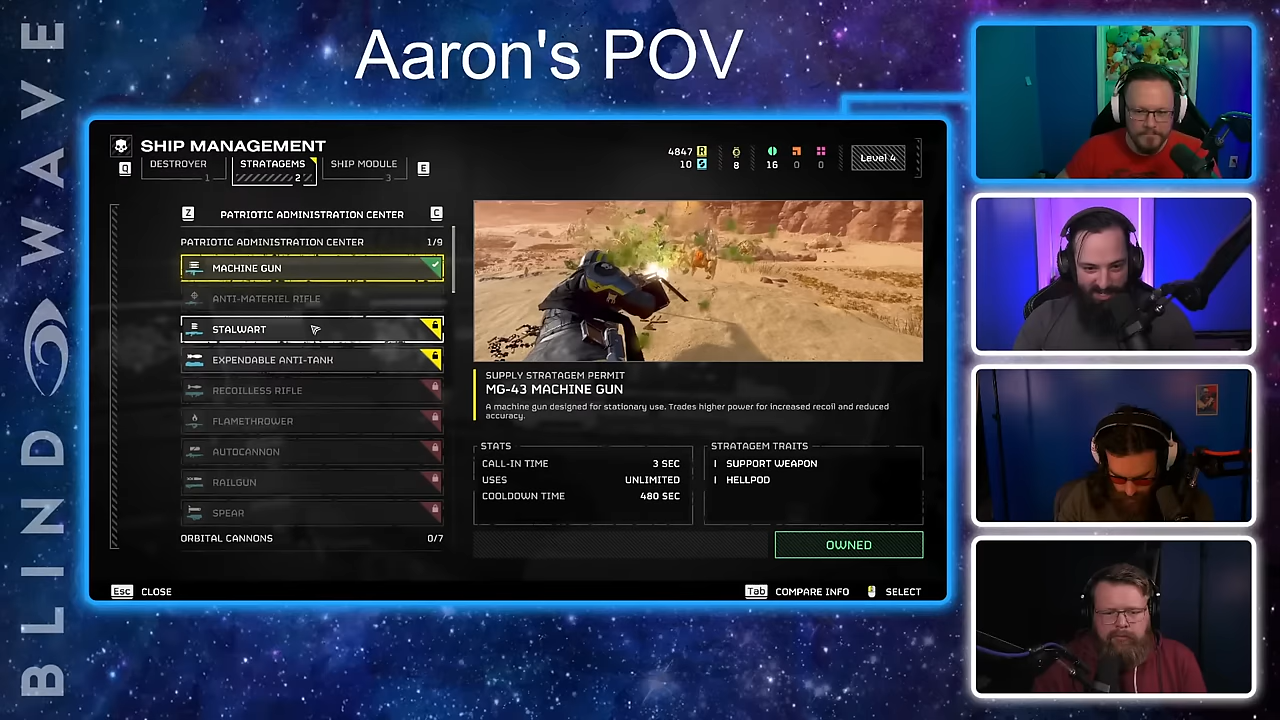 BLIND WAVE
Aaron's POV
SHIP MANAGEMENT
Q
DESTROYER
1
STRATAGEMS
2
SHIP MODULE
3
E
4847
10
8
16
0
0
Level 4
Z
PATRIOTIC ADMINISTRATION CENTER
C
PATRIOTIC ADMINISTRATION CENTER 1/9
MACHINE GUN
ANTI-MATERIEL RIFLE
STALWART
EXPENDABLE ANTI-TANK
RECOILLESS RIFLE
FLAMETHROWER
AUTOCANNON
RAILGUN
SPEAR
ORBITAL CANNONS 0/7
SUPPLY STRATAGEM PERMIT
MG-43 MACHINE GUN
A machine gun designed for stationary use. Trades higher power for increased recoil and reduced
accuracy.
STATS
CALL-IN TIME 3 SEC
USES UNLIMITED
COOLDOWN TIME 480 SEC
STRATAGEM TRAITS
SUPPORT WEAPON
HELLPOD
OWNED
Esc CLOSE
Tab COMPARE INFO
SELECT